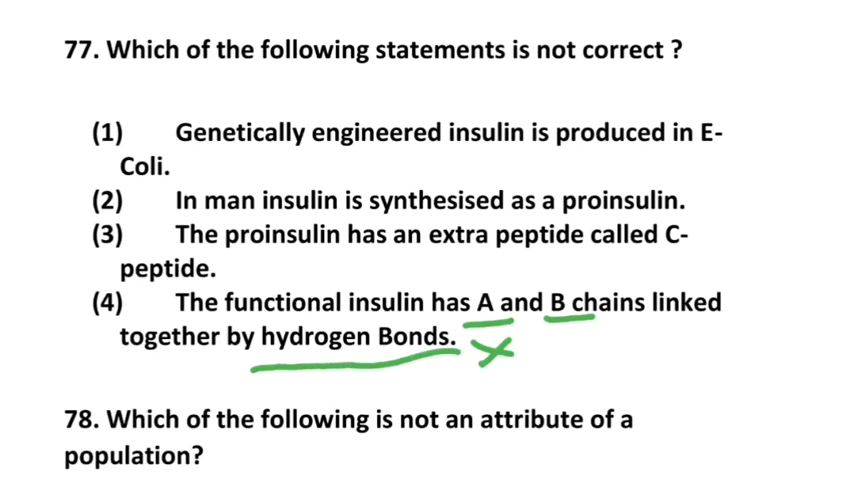 77. Which of the following statements is not correct ?
(1) Genetically engineered insulin is produced in E-
Coli.
(2) In man insulin is synthesised as a proinsulin.
(3) The proinsulin has an extra peptide called C-
peptide.
(4) The functional insulin has A and B chains linked
together by hydrogen Bonds.
78. Which of the following is not an attribute of a
population?